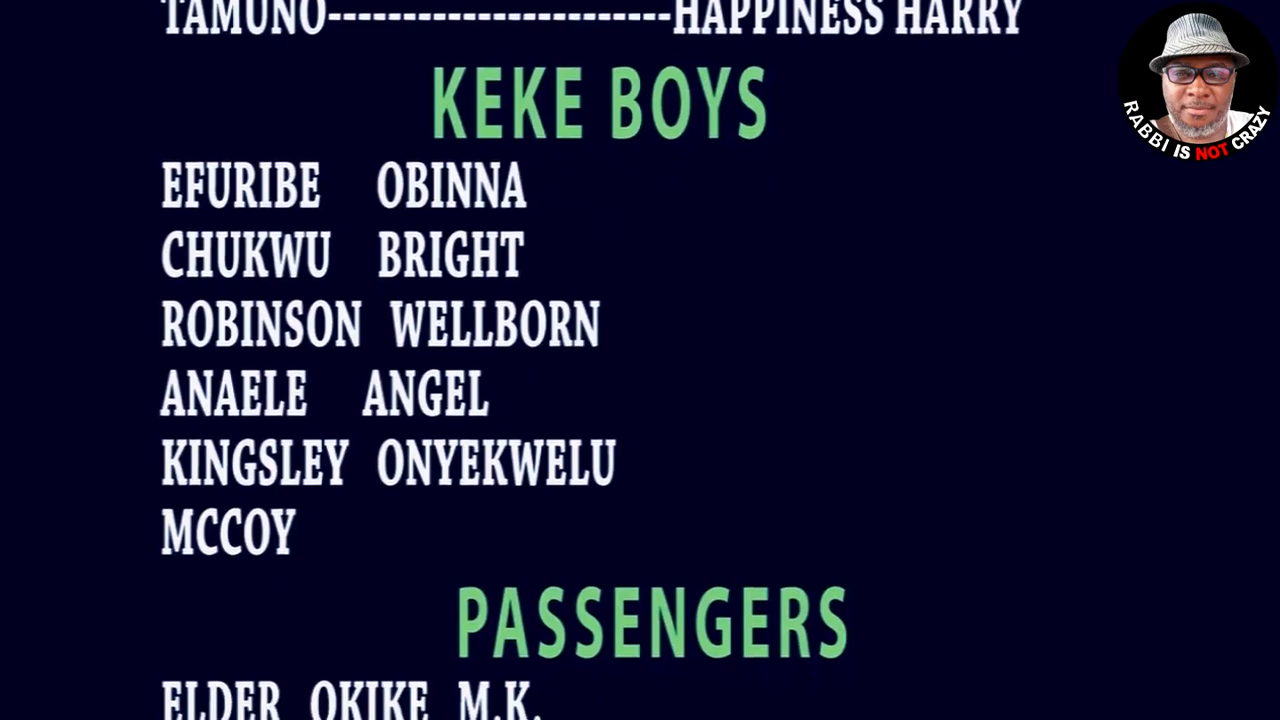 TAMUNO-----------------------HAPPINESS HARRY
KEKE BOYS
EFURIBE OBINNA
CHUKWU BRIGHT
ROBINSON WELLBORN
ANAELE ANGEL
KINGSLEY ONYEKWELU
MCCOY
PASSENGERS
ELDER OKIKE M.K.
RABBI IS NOT CRAZY